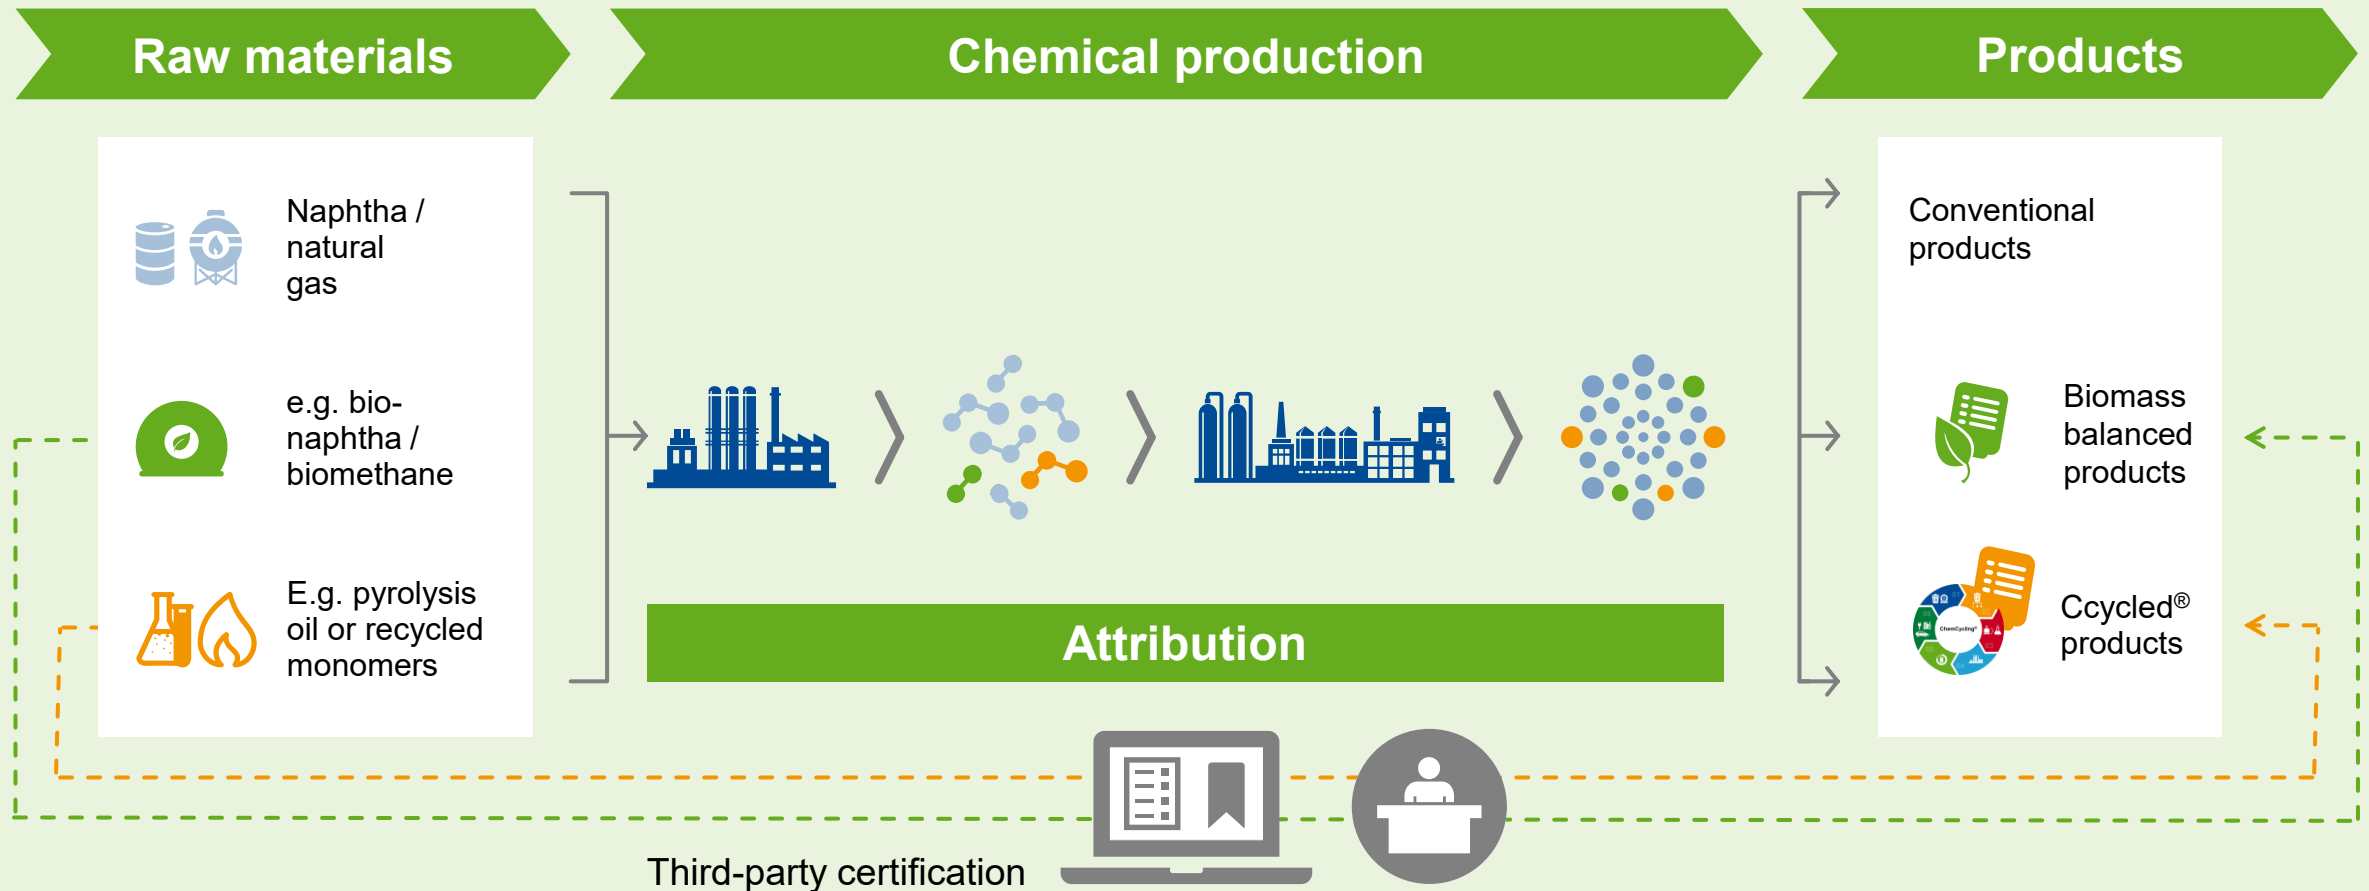 Raw materials
Chemical production
Products
Naphtha /
natural
gas
e.g. bio-
naphtha /
biomethane
E.g. pyrolysis
oil or recycled
monomers
Attribution
Third-party certification
Conventional
products
Biomass
balanced
products
ChemCycling®
Ccycled®
products